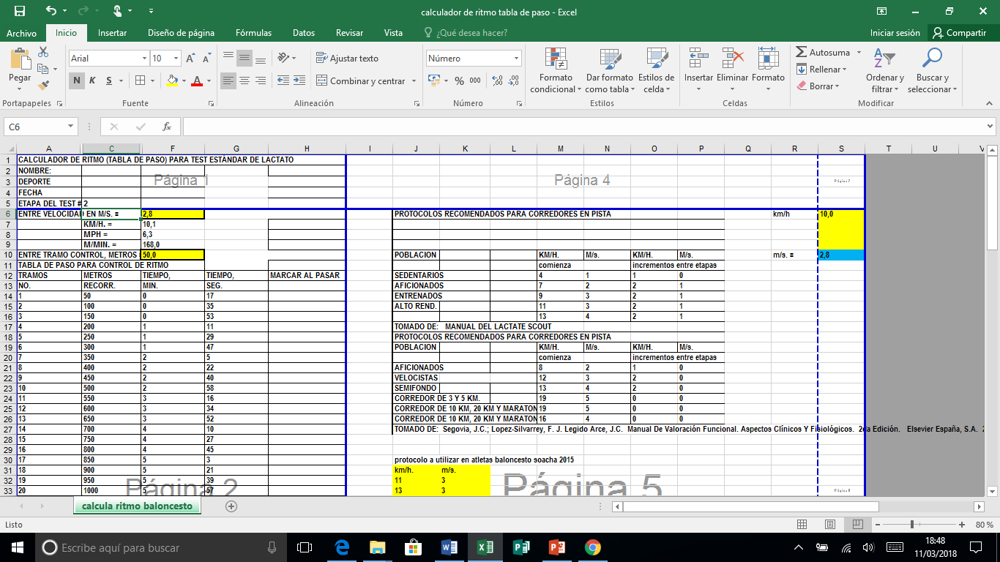 calculador de ritmo tabla de paso - Excel
Archivo Inicio Insertar Diseño de página Fórmulas Datos Revisar Vista ¿Qué desea hacer? Iniciar sesión Compartir
Pegar Arial 10 Ajustar texto Número Formato condicional Dar formato como tabla Estilos de celda Insertar Eliminar Formato Autosuma Ordenar y filtrar Buscar y seleccionar
N K S Combinar y centrar % 000 Rellenar
Borrar
Portapapeles Fuente Alineación Número Estilos Celdas Modificar
C6 fx
A C F G H I J K L M N O P Q R S T U V
1 CALCULADOR DE RITMO (TABLA DE PASO) PARA TEST ESTÁNDAR DE LACTATO
2 NOMBRE:
3 DEPORTE Página 1 Página 4 Página 7
4 FECHA
5 ETAPA DEL TEST # 2
6 ENTRE VELOCIDAD EN M/S. = 2,8 PROTOCOLOS RECOMENDADOS PARA CORREDORES EN PISTA km/h 10,0
7 KM/H. = 10,1
8 MPH = 6,3
9 M/MIN. = 168,0
10 ENTRE TRAMO CONTROL, METROS = 50,0 POBLACION KM/H. M/s. KM/H. M/s. m/s. = 2,8
11 TABLA DE PASO PARA CONTROL DE RITMO comienza incrementos entre etapas
12 TRAMOS METROS TIEMPO, TIEMPO, MARCAR AL PASAR SEDENTARIOS 4 1 1 0
13 NO. RECORR. MIN. SEG. AFICIONADOS 7 2 2 1
14 1 50 0 17 ENTRENADOS 9 3 2 1
15 2 100 0 35 ALTO REND. 11 3 2 1
16 3 150 0 53 13 4 2 1
17 4 200 1 11 TOMADO DE: MANUAL DEL LACTATE SCOUT
18 5 250 1 29 PROTOCOLOS RECOMENDADOS PARA CORREDORES EN PISTA
19 6 300 1 47 POBLACION KM/H. M/s. KM/H. M/s.
20 7 350 2 5 comienza incrementos entre etapas
21 8 400 2 22 AFICIONADOS 8 2 1 0
22 9 450 2 40 VELOCISTAS 12 3 2 0
23 10 500 2 58 SEMIFONDO 13 4 2 0
24 11 550 3 16 CORREDOR DE 3 Y 5 KM. 19 5 0 0
25 12 600 3 34 CORREDOR DE 10 KM, 20 KM Y MARATON 19 5 0 0
26 13 650 3 52 CORREDOR DE 10 KM, 20 KM Y MARATON 16 4 0 0
27 14 700 4 10 TOMADO DE: Segovia, J.C.; Lopez-Silvarrey, F. J. Legido Arce, J.C. Manual De Valoración Funcional. Aspectos Clínicos Y Fisiológicos. 2da Edición. Elsevier España, S.A. 2
28 15 750 4 27
29 16 800 4 45
30 17 850 5 3 protocolo a utilizar en atletas baloncesto soacha 2015
31 18 900 5 21 km/h. m/s.
32 19 950 5 39 11 3
33 20 1000 5 57 13 3
Página 2 Página 5 Página 8
calcula ritmo baloncesto
Listo 80 %
Escribe aquí para buscar 18:48
11/03/2018